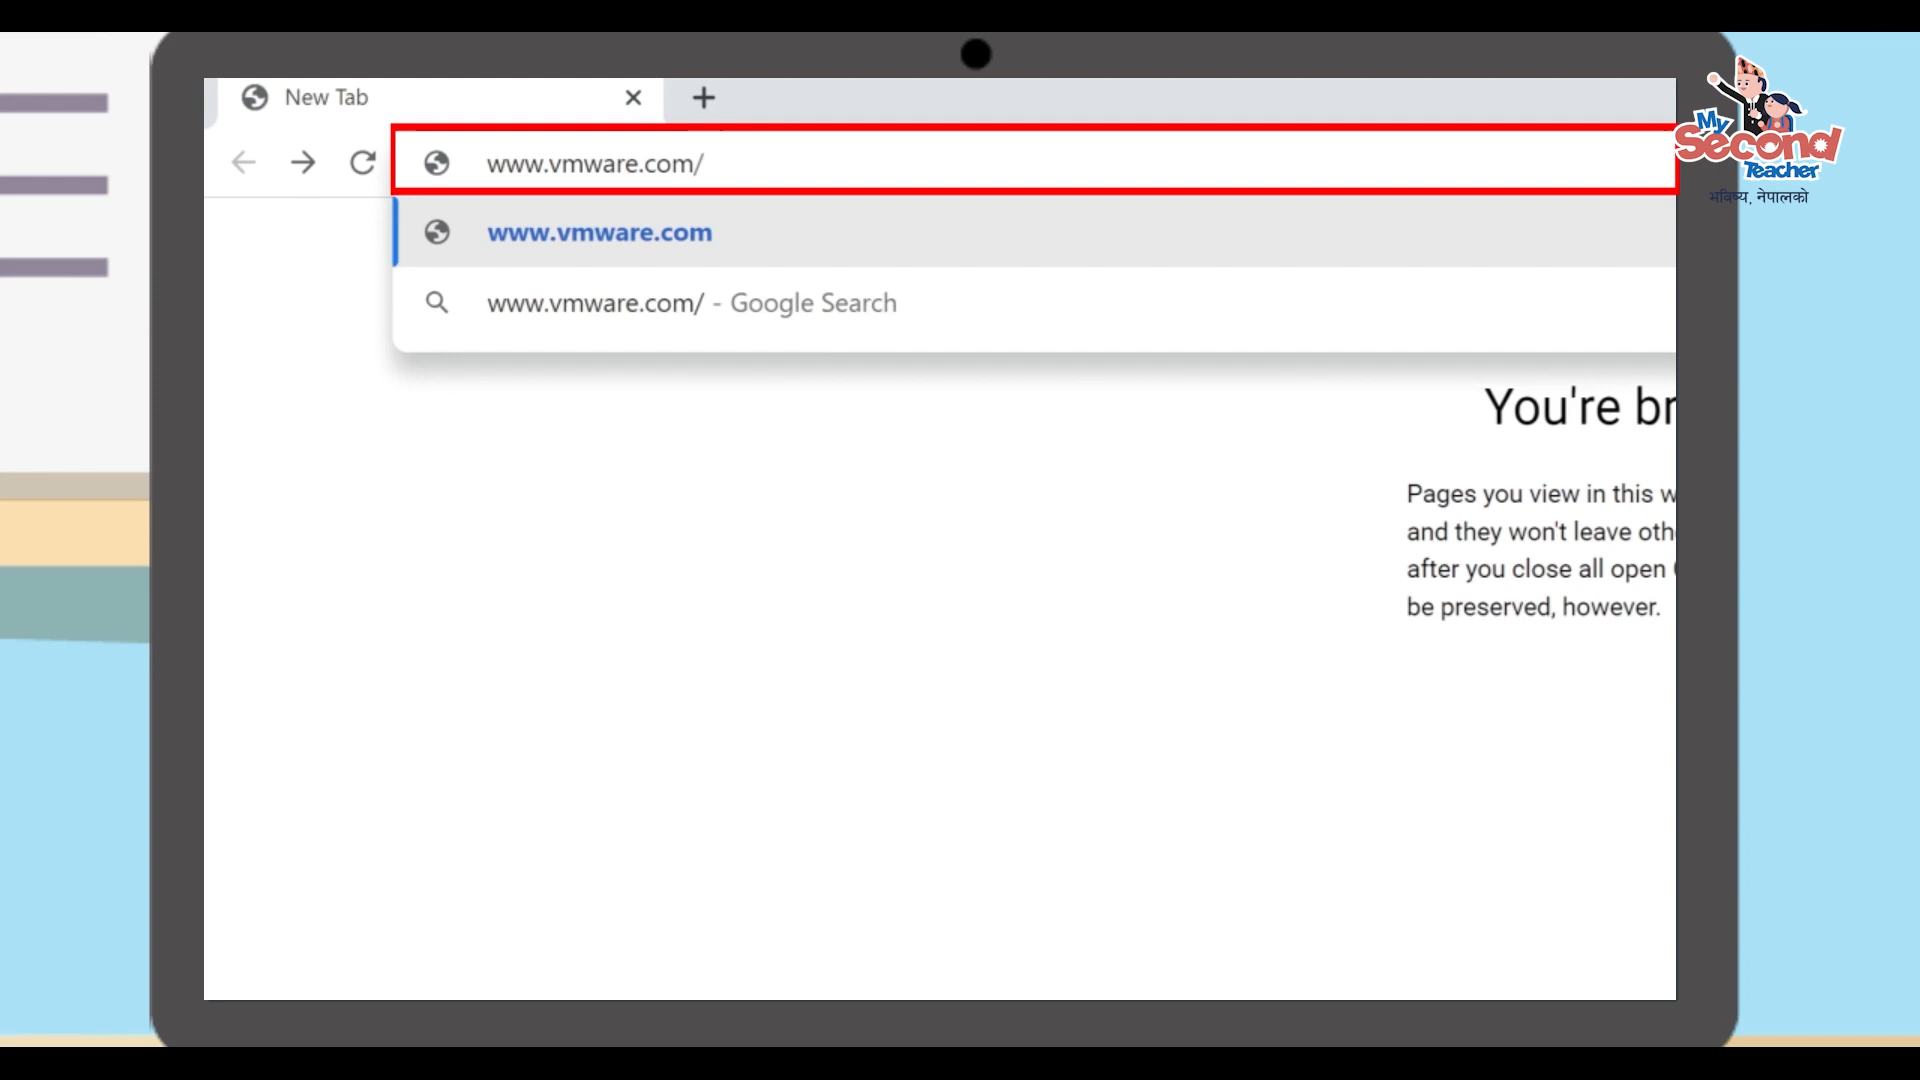 New Tab
www.vmware.com/
www.vmware.com
www.vmware.com/ - Google Search
You're br
Pages you view in this w
and they won't leave oth
after you close all open
be preserved, however.
My
Second
Teacher
भविष्य, नेपालको